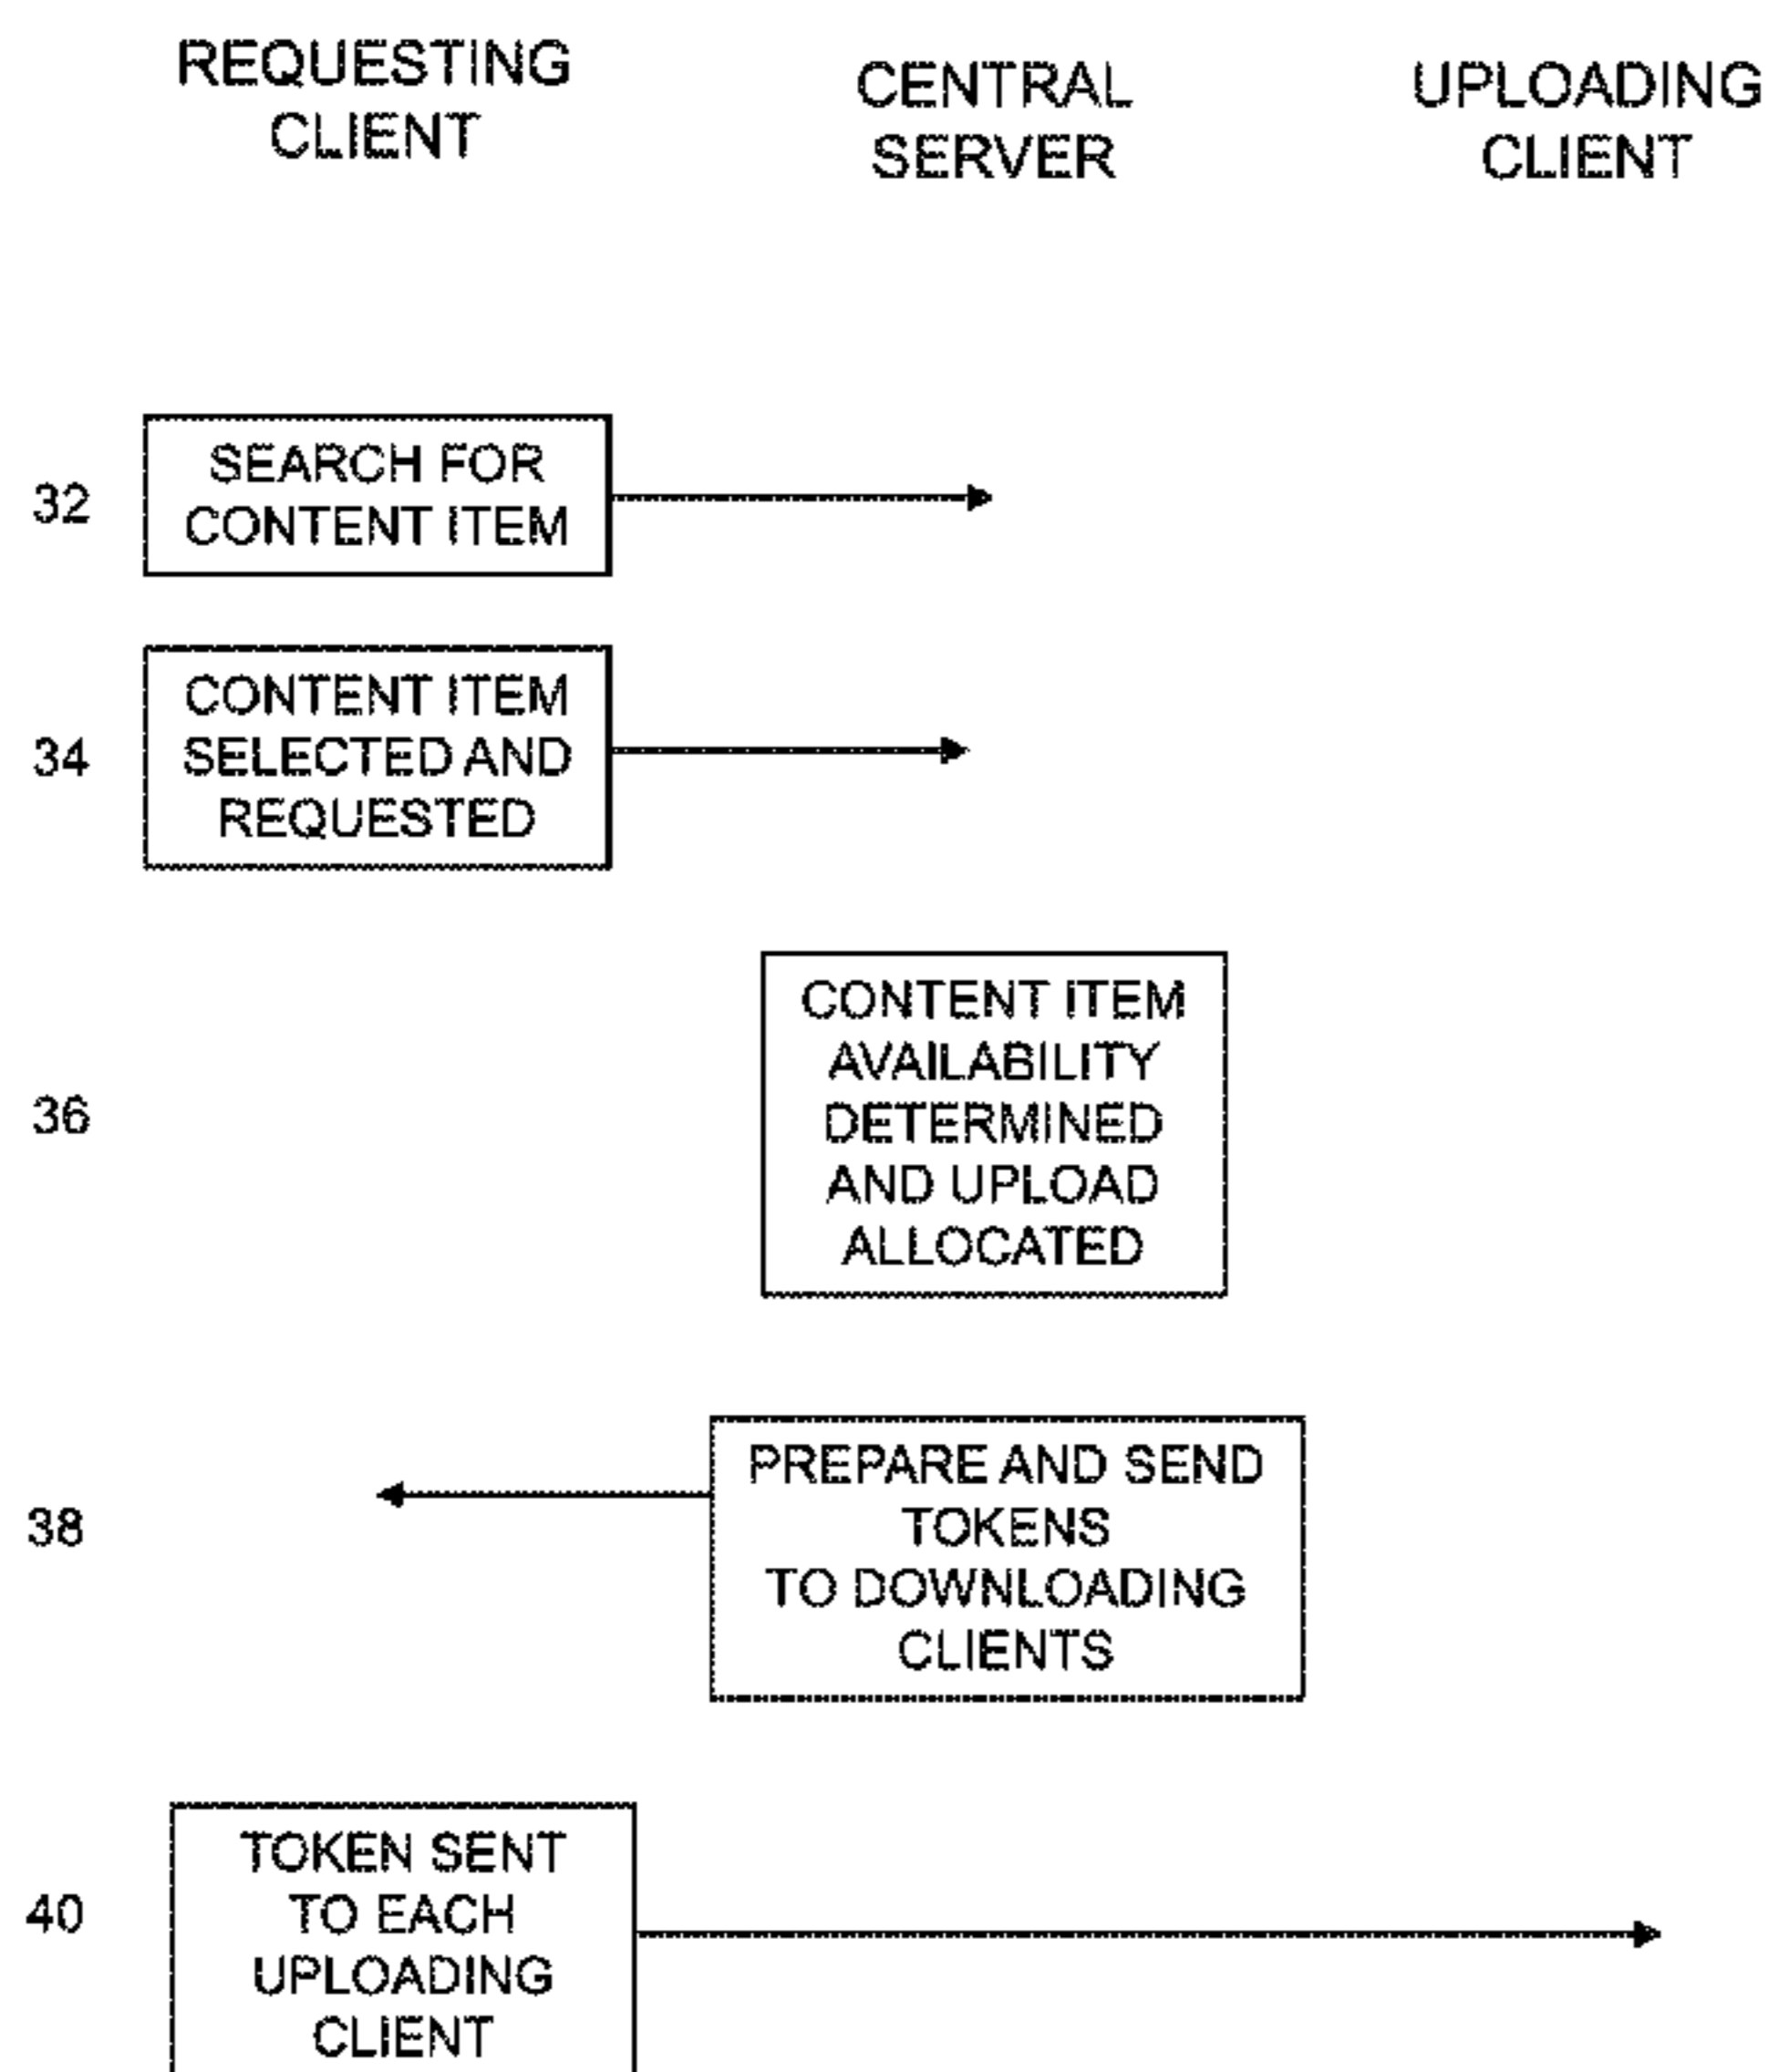 REQUESTING
CLIENT
CENTRAL
SERVER
UPLOADING
CLIENT
32
SEARCH FOR
CONTENT ITEM
34
CONTENT ITEM
SELECTED AND
REQUESTED
36
CONTENT ITEM
AVAILABILITY
DETERMINED
AND UPLOAD
ALLOCATED
38
PREPARE AND SEND
TOKENS
TO DOWNLOADING
CLIENTS
40
TOKEN SENT
TO EACH
UPLOADING
CLIENT